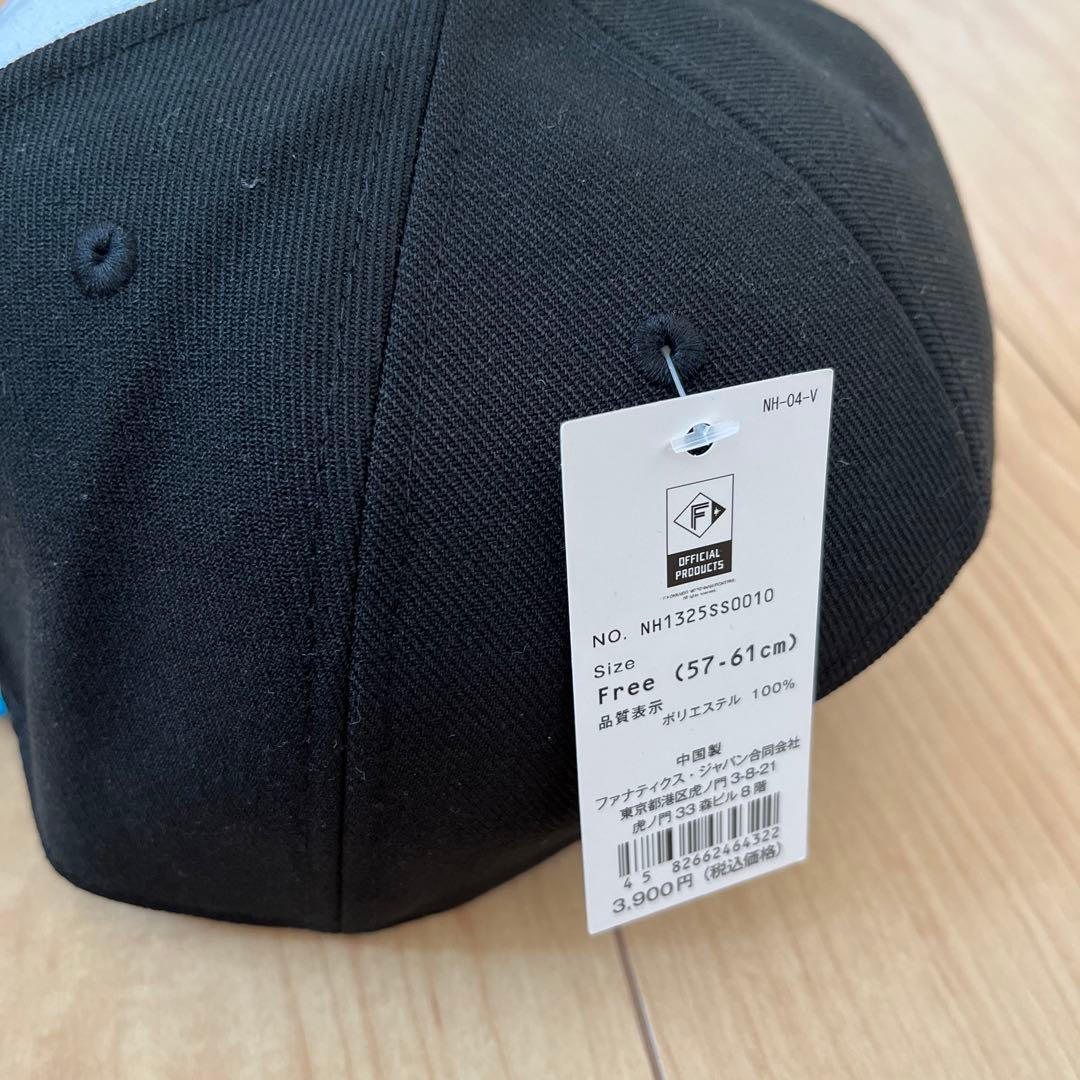 NH-04-V
F
OFFICIAL
PRODUCTS
NO. NH1325SS0010
Size
Free (57-61cm)
品質表示 ポリエステル 100%
中国製
ファナティクス・ジャパン合同会社
東京都港区虎ノ門 3-8-21
虎ノ門 33 森ビル 8 階
4 5 82662464322
3,900円 (税込価格)